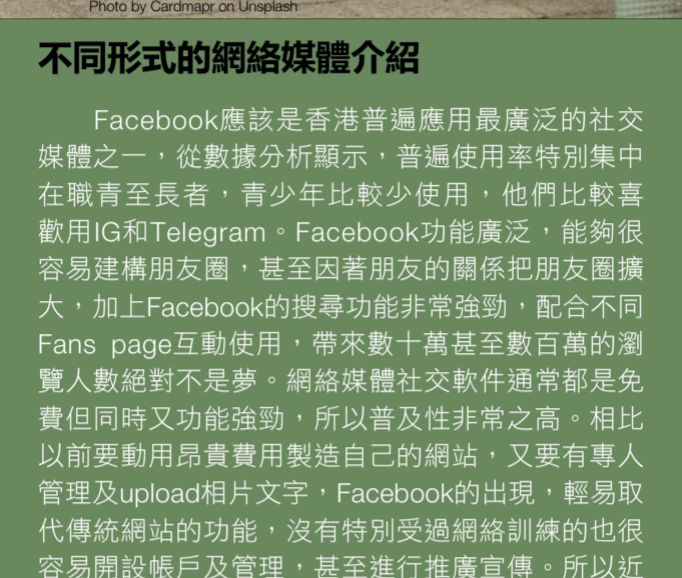 Photo by Cardmapr on Unsplash
不同形式的網絡媒體介紹
Facebook應該是香港普遍應用最廣泛的社交
媒體之一，從數據分析顯示，普遍使用率特別集中
在職青至長者，青少年比較少使用，他們比較喜
歡用IG和Telegram。Facebook功能廣泛，能夠很
容易建構朋友圈，甚至因著朋友的關係把朋友圈擴
大，加上Facebook的搜尋功能非常強勁，配合不同
Fans page互動使用，帶來數十萬甚至數百萬的瀏
覽人數絕對不是夢。網絡媒體社交軟件通常都是免
費但同時又功能強勁，所以普及性非常之高。相比
以前要動用昂貴費用製造自己的網站，又要有專人
管理及upload相片文字，Facebook的出現，輕易取
代傳統網站的功能，沒有特別受過網絡訓練的也很
容易開設帳戶及管理，甚至進行推廣宣傳。所以近